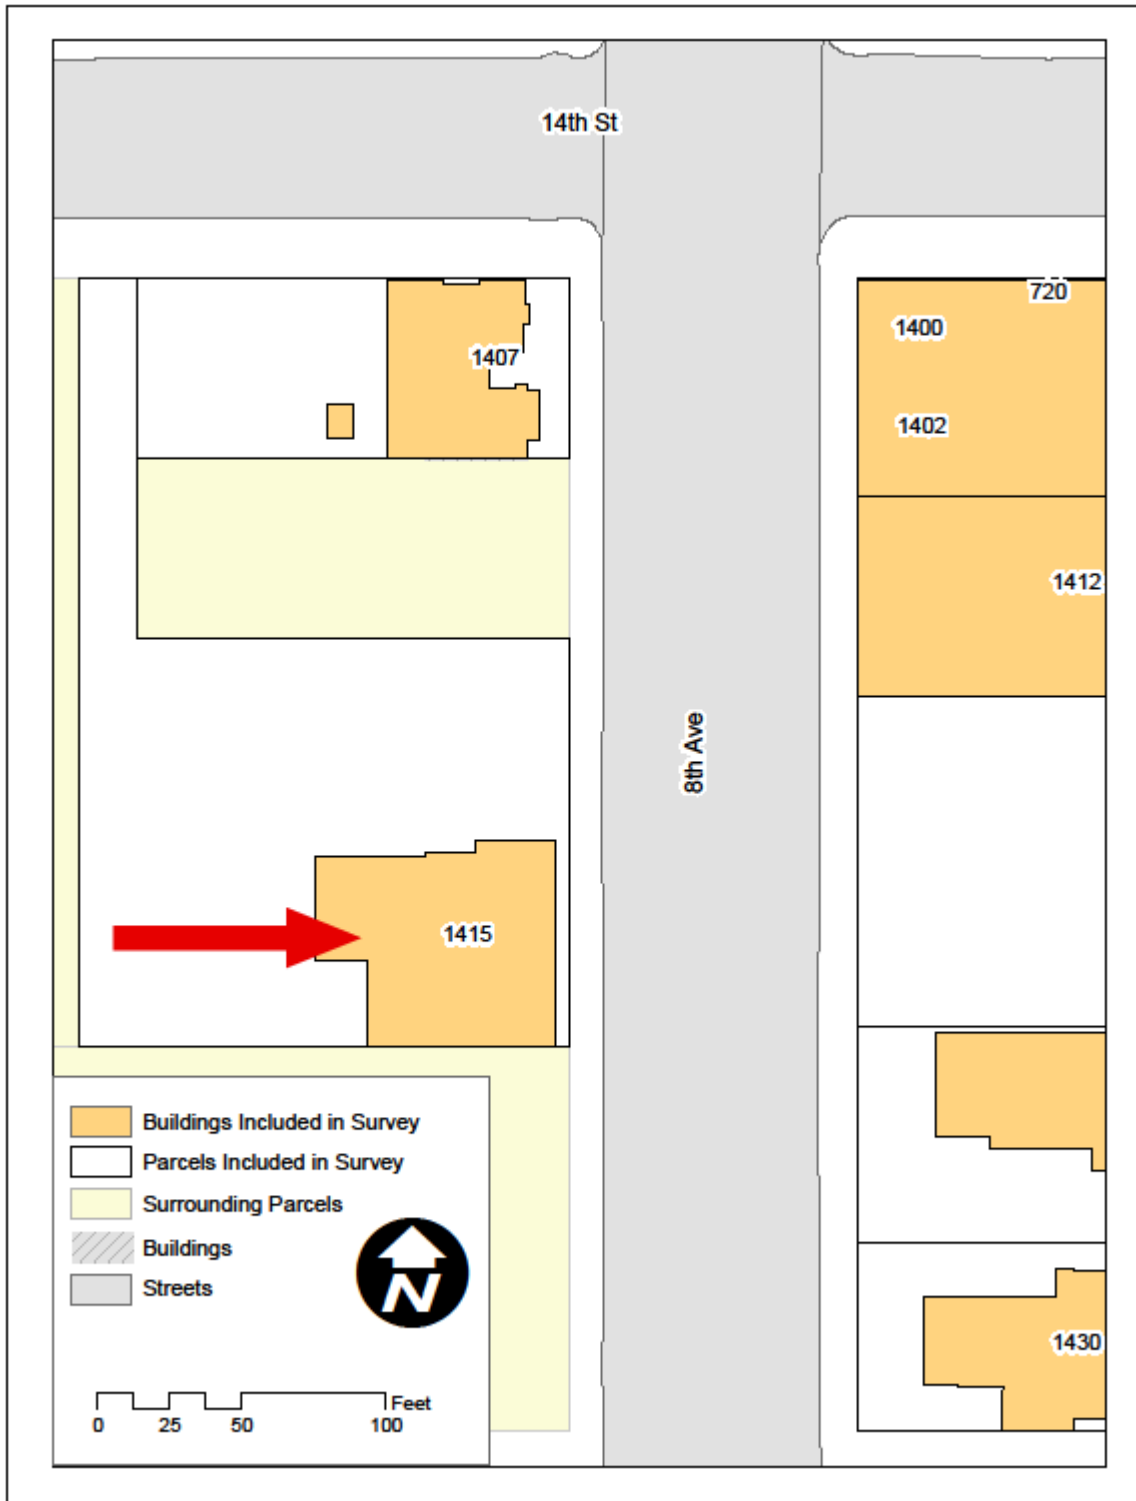 14th St
720
1400
1407
1402
1412
8th Ave
1415
Buildings Included in Survey
Parcels Included in Survey
Surrounding Parcels
Buildings
Streets
N
1430
Feet
0 25 50 100